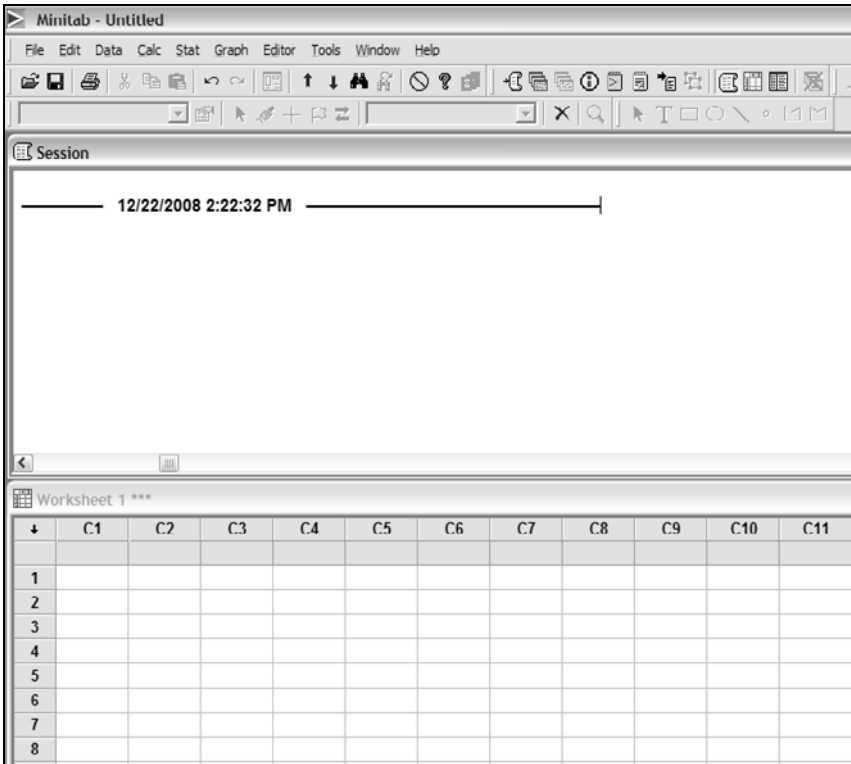 Minitab - Untitled
File Edit Data Calc Stat Graph Editor Tools Window Help
Session
12/22/2008 2:22:32 PM
Worksheet 1 ***
C1 C2 C3 C4 C5 C6 C7 C8 C9 C10 C11
1
2
3
4
5
6
7
8